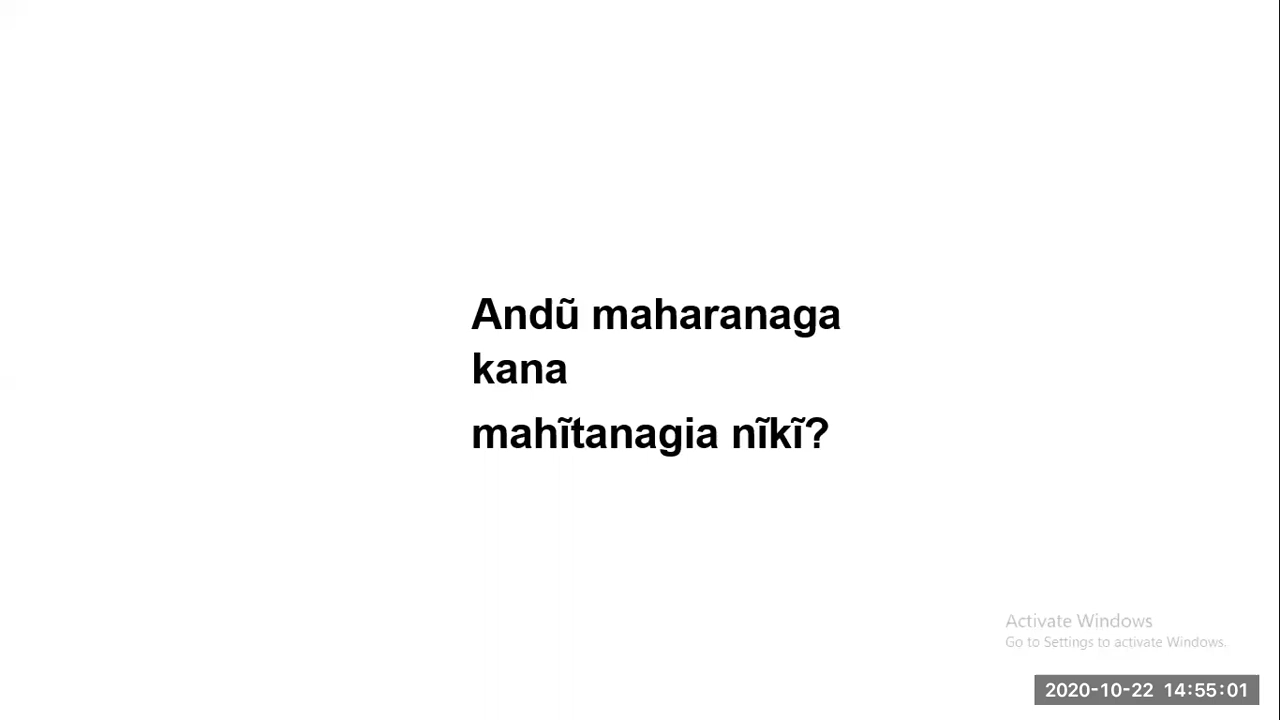 Andũ maharanaga
kana
mahĩtanagia nĩkĩ?
Activate Windows
Go to Settings to activate Windows.
2020-10-22 14:55:01